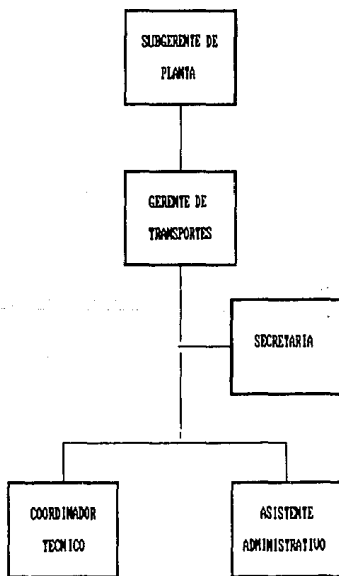 SUBGERENTE DE
PLANTA
GERENTE DE
TRANSPORTES
SECRETARIA
COORDINADOR
TECNICO
ASISTENTE
ADMINISTRATIVO